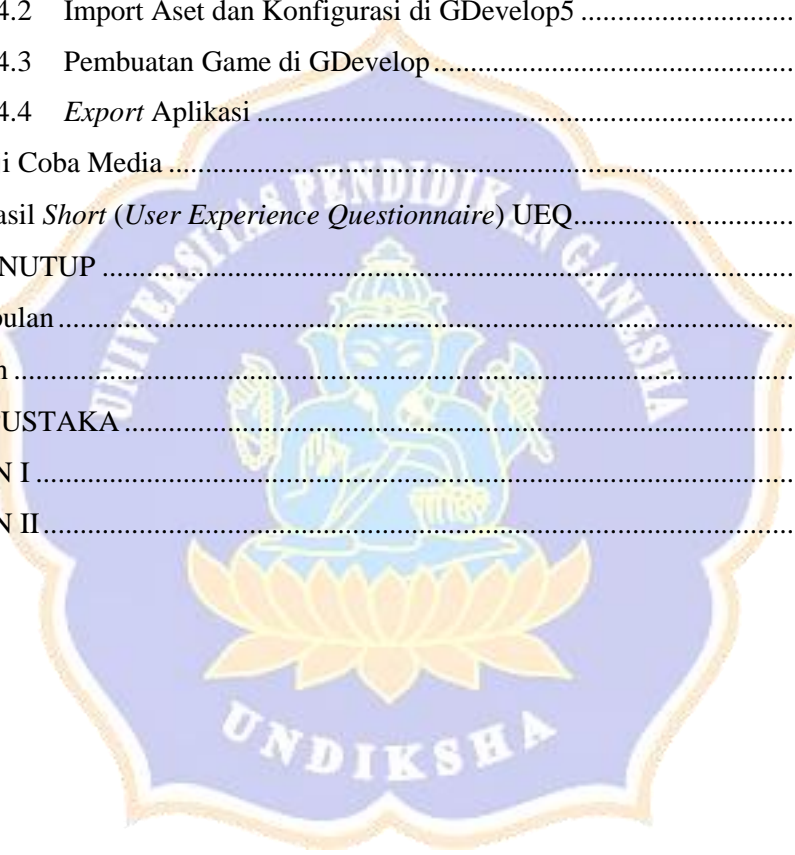 4.2 Import Aset dan Konfigurasi di GDevelop5 ........................................
4.3 Pembuatan Game di GDevelop ........................................
4.4 Export Aplikasi ........................................
i Coba Media ........................................
asil Short (User Experience Questionnaire) UEQ ........................................
NUTUP ........................................
pulan ........................................
n ........................................
PUSTAKA ........................................
N I ........................................
N II ........................................
UNIVERSITAS PENDIDIKAN GANESHA
UNDIKSHA